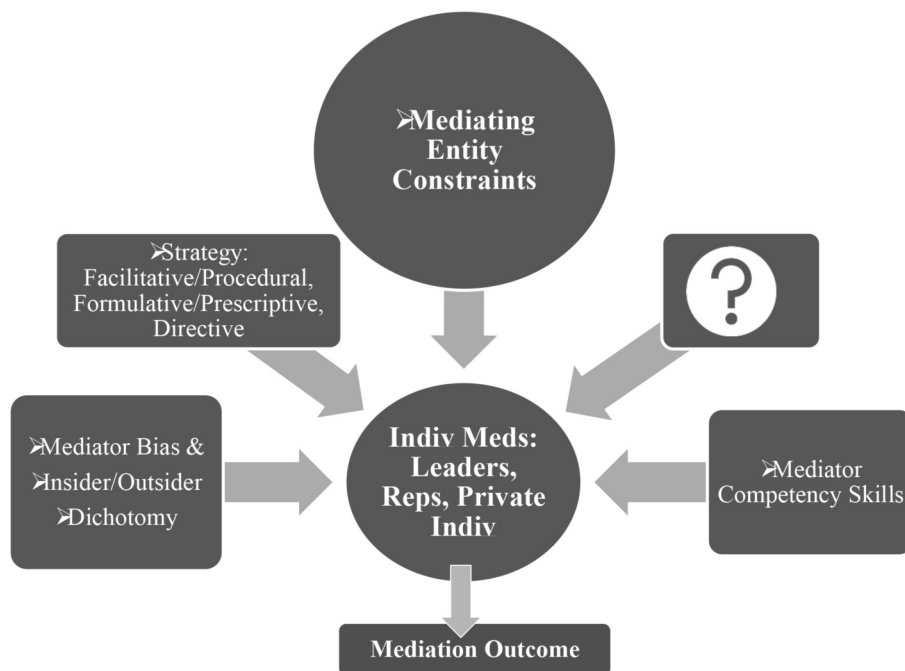 ➢Mediating
Entity
Constraints
➢Strategy:
Facilitative/Procedural,
Formulative/Prescriptive,
Directive
?
➢Mediator Bias &
➢Insider/Outsider
➢Dichotomy
Indiv Meds:
Leaders,
Reps, Private
Indiv
➢Mediator
Competency Skills
Mediation Outcome